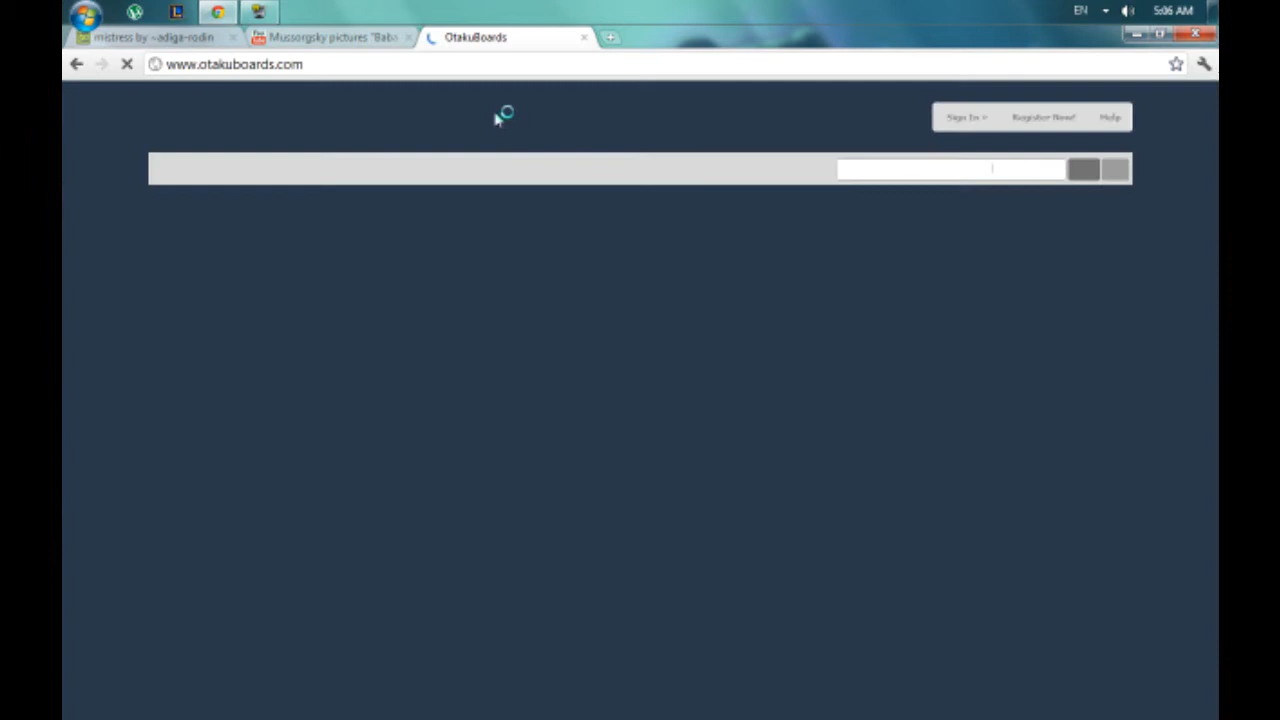 EN 5:06 AM
mistress by ~adiga-rodin Mussorgsky pictures "Baba OtakuBoards
www.otakuboards.com
Sign In » Register Now! Help